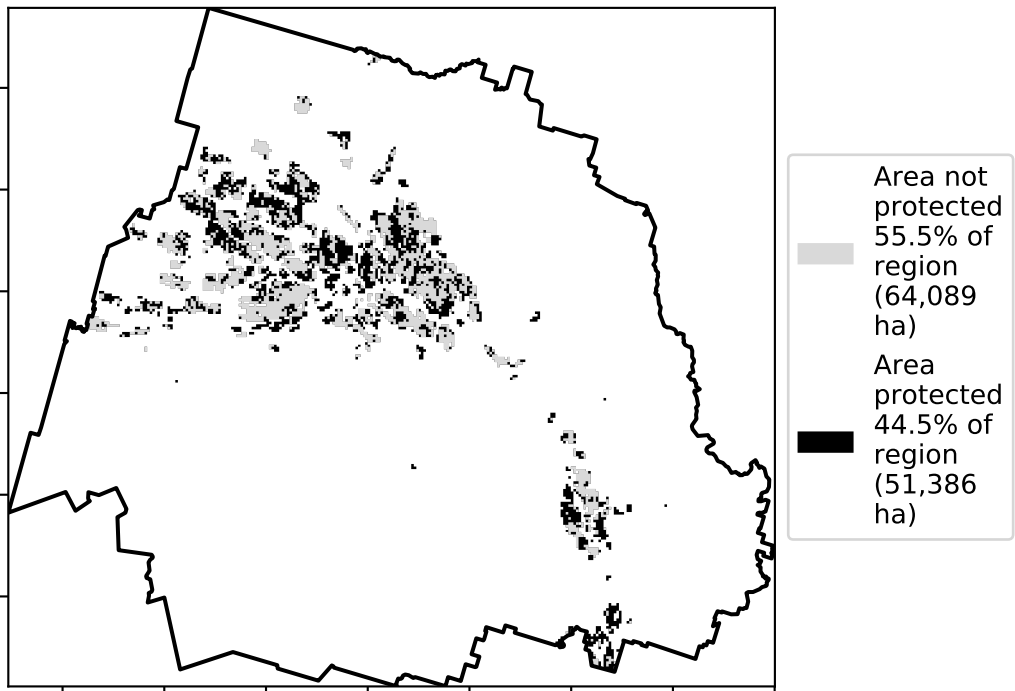 Area not
protected
55.5% of
region
(64,089
ha)
Area
protected
44.5% of
region
(51,386
ha)